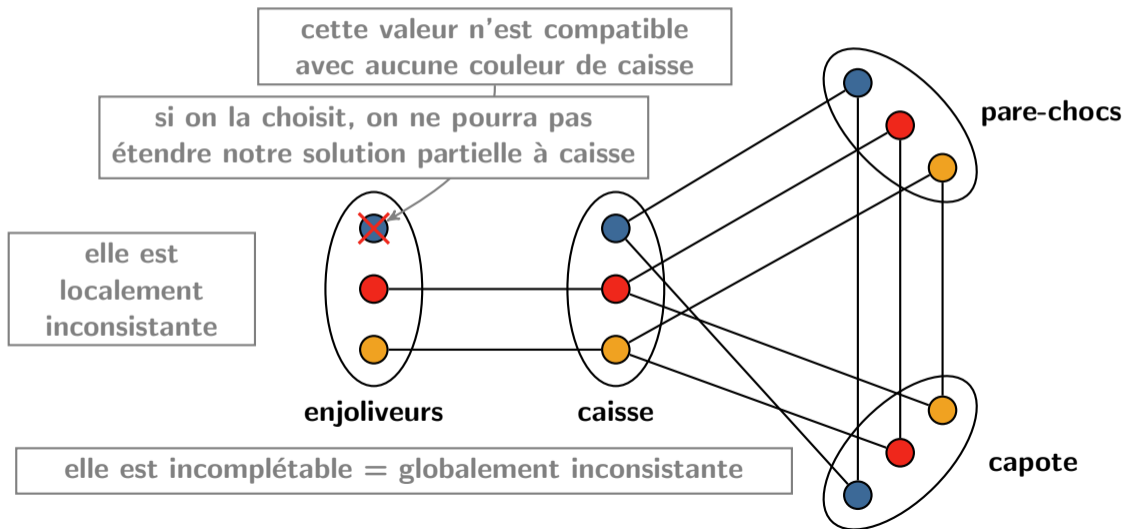 cette valeur n'est compatible
avec aucune couleur de caisse
si on la choisit, on ne pourra pas
étendre notre solution partielle à caisse
pare-chocs
elle est
localement
inconsistante
enjoliveurs
caisse
capote
elle est incomplétable = globalement inconsistante